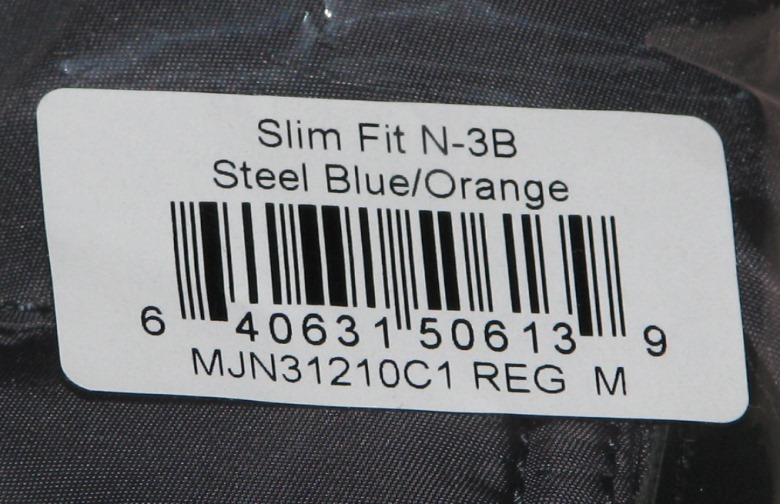 Slim Fit N-3B
Steel Blue/Orange
6 40631 50613 9
MJN31210C1 REG M